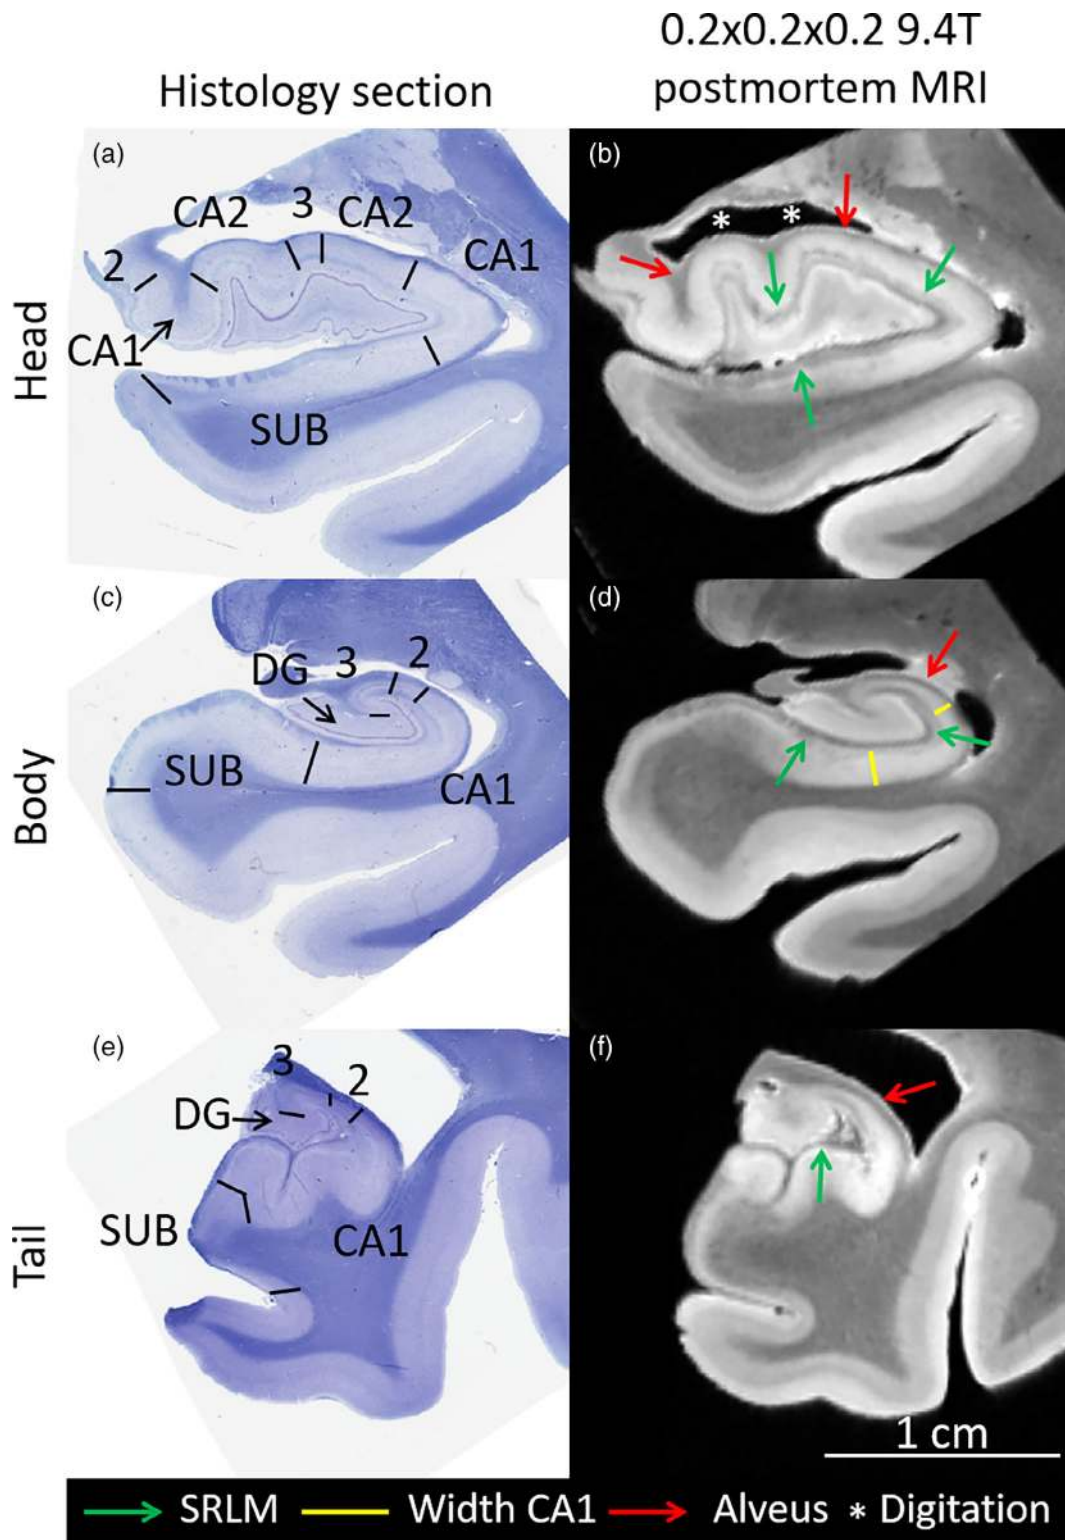 0.2x0.2x0.2 9.4T
Histology section
postmortem MRI
Head
(a)
CA2
3
CA2
CA1
2
CA1
SUB
(b)
*
*
Body
(c)
DG
3
2
SUB
CA1
(d)
Tail
(e)
3
2
DG
SUB
CA1
(f)
1 cm
SRLM
Width CA1
Alveus
* Digitation